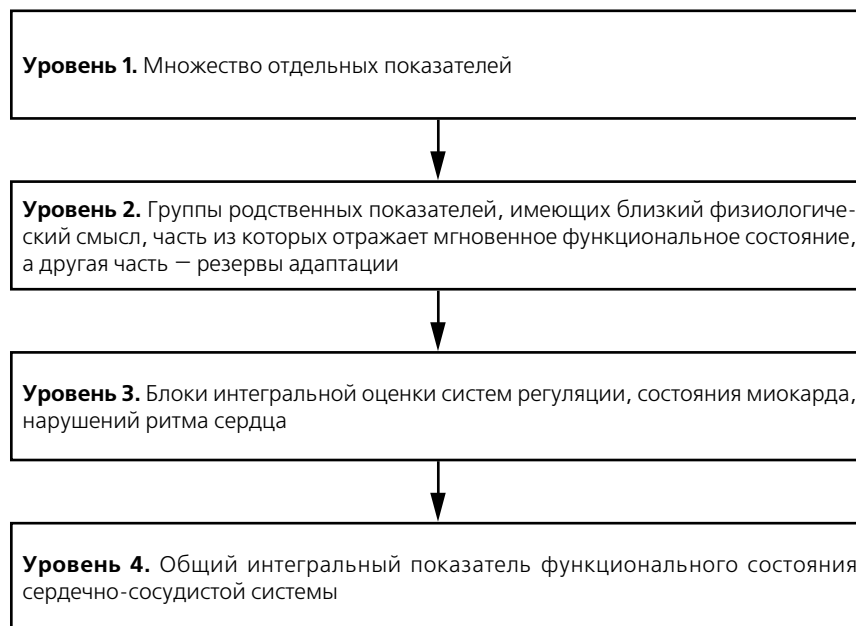 Уровень 1. Множество отдельных показателей
Уровень 2. Группы родственных показателей, имеющих близкий физиологиче-
ский смысл, часть из которых отражает мгновенное функциональное состояние,
а другая часть — резервы адаптации
Уровень 3. Блоки интегральной оценки систем регуляции, состояния миокарда,
нарушений ритма сердца
Уровень 4. Общий интегральный показатель функционального состояния
сердечно-сосудистой системы